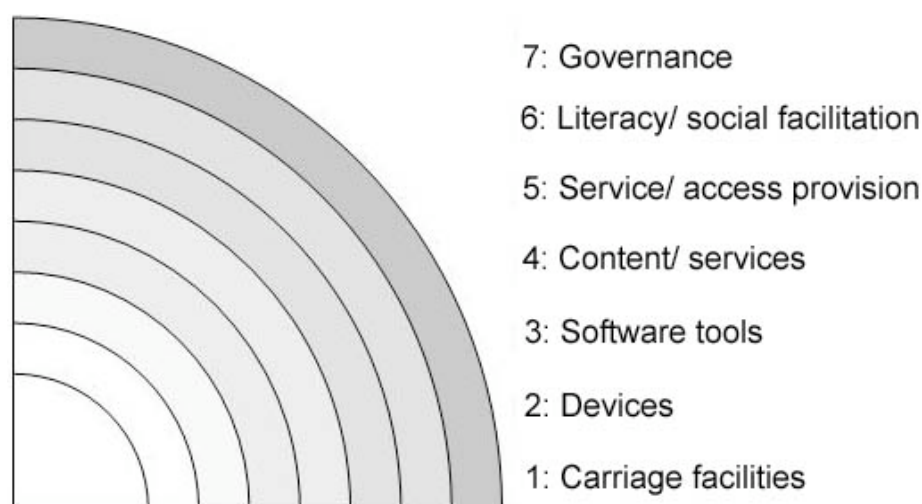 7: Governance
6: Literacy/ social facilitation
5: Service/ access provision
4: Content/ services
3: Software tools
2: Devices
1: Carriage facilities